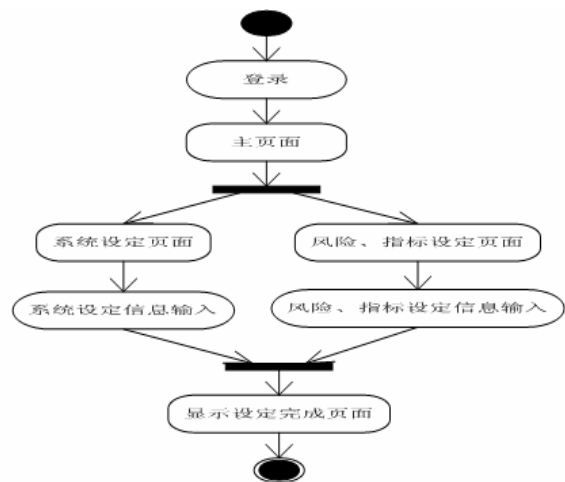 登录
主页面
系统设定页面
风险、指标设定页面
系统设定信息输入
风险、指标设定信息输入
显示设定完成页面